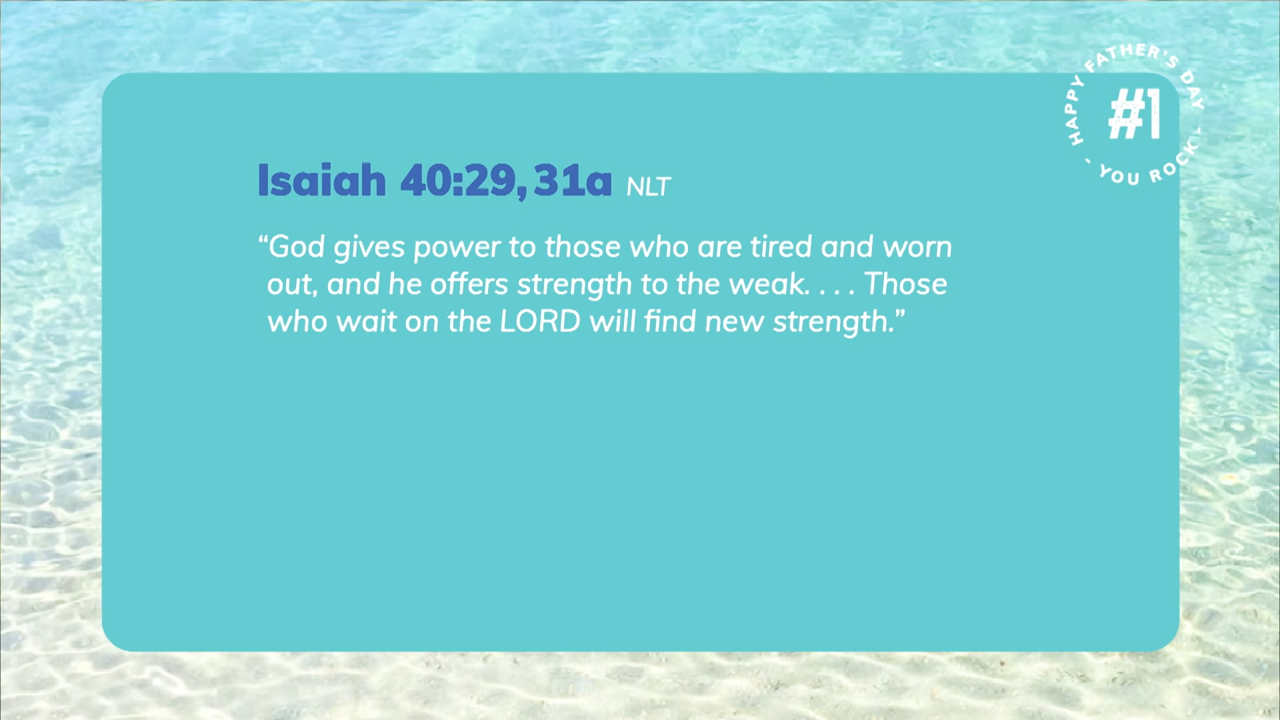 HAPPY FATHER'S DAY
#1
- YOU ROCK -
Isaiah 40:29, 31a NLT
“God gives power to those who are tired and worn
out, and he offers strength to the weak. . . . Those
who wait on the LORD will find new strength.”